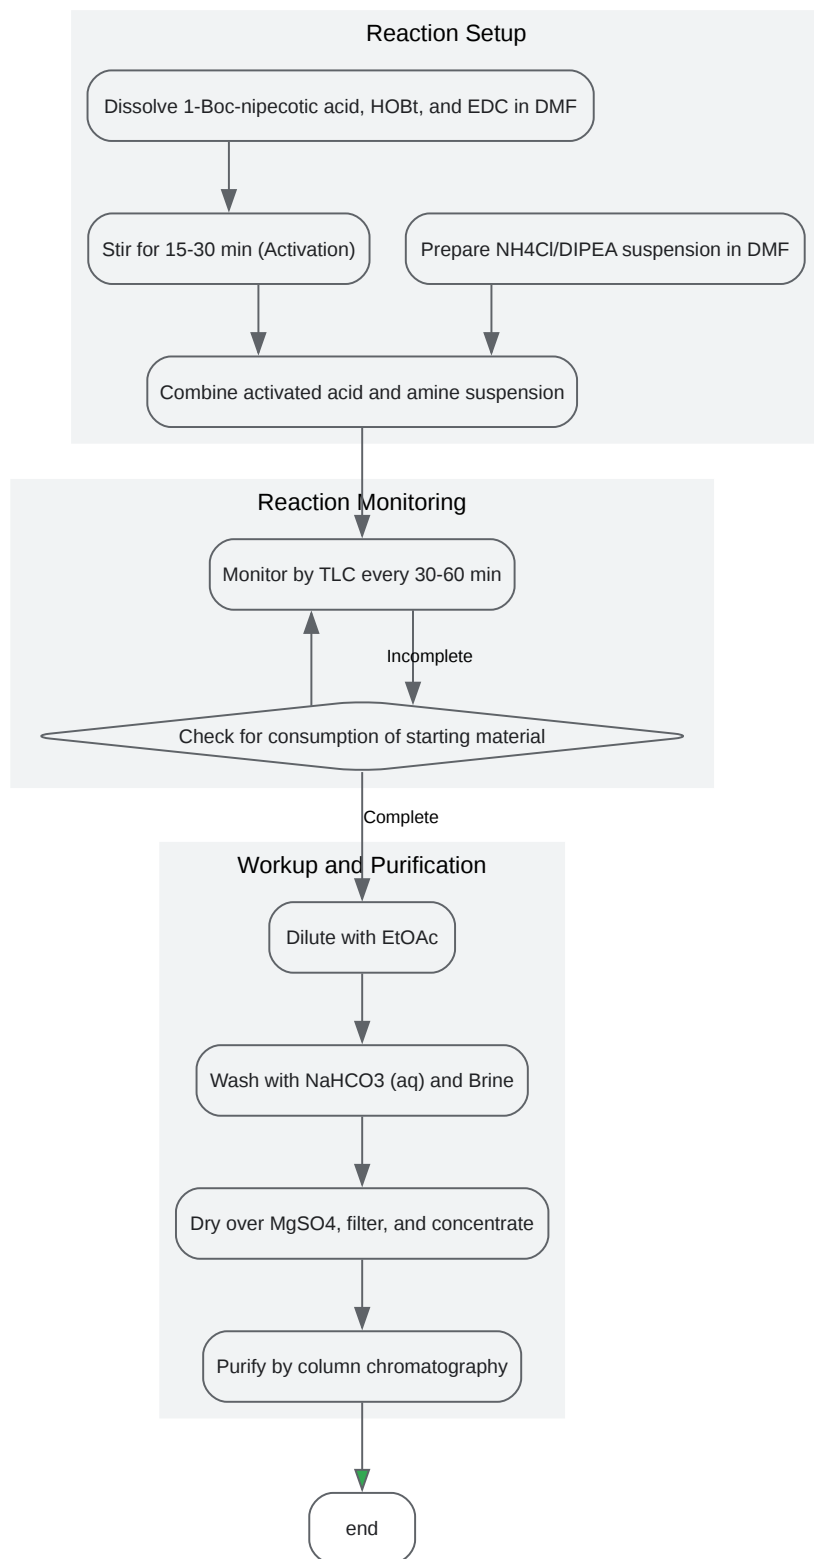 Reaction Setup
Dissolve 1-Boc-nipecotic acid, HOBt, and EDC in DMF
Stir for 15-30 min (Activation)
Prepare NH4Cl/DIPEA suspension in DMF
Combine activated acid and amine suspension
Reaction Monitoring
Monitor by TLC every 30-60 min
Incomplete
Check for consumption of starting material
Complete
Workup and Purification
Dilute with EtOAc
Wash with NaHCO3 (aq) and Brine
Dry over MgSO4, filter, and concentrate
Purify by column chromatography
end